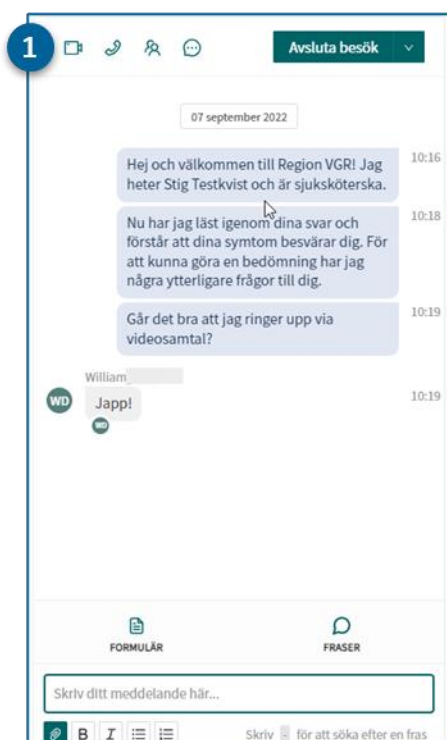 1
Avsluta besök
07 september 2022
Hej och välkommen till Region VGR! Jag
heter Stig Testkvist och är sjuksköterska.
10:16
Nu har jag läst igenom dina svar och
förstår att dina symtom besvärar dig. För
att kunna göra en bedömning har jag
några ytterligare frågor till dig.
10:18
Går det bra att jag ringer upp via
videosamtal?
10:19
William
WD
Japp!
10:19
WD
FORMULÄR
FRASER
Skriv ditt meddelande här...
B I
Skriv - för att söka efter en fras